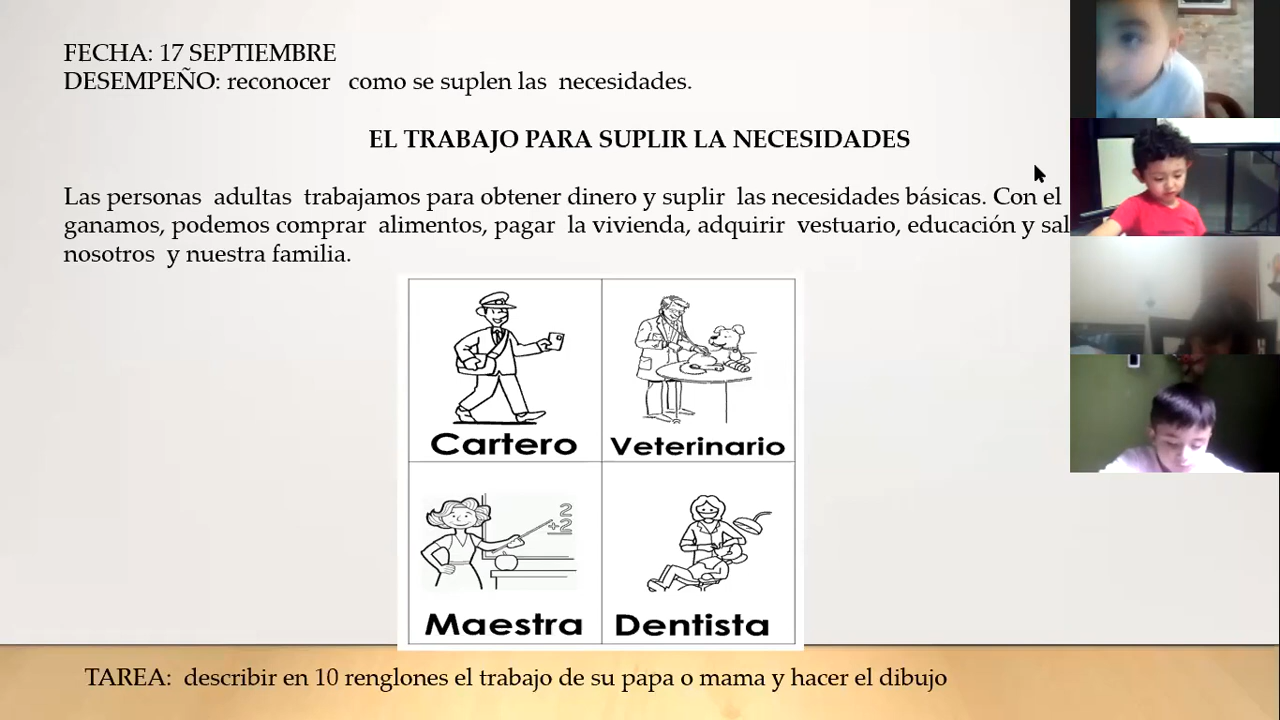 FECHA: 17 SEPTIEMBRE
DESEMPEÑO: reconocer como se suplen las necesidades.
EL TRABAJO PARA SUPLIR LA NECESIDADES
Las personas adultas trabajamos para obtener dinero y suplir las necesidades básicas. Con el
ganamos, podemos comprar alimentos, pagar la vivienda, adquirir vestuario, educación y sal
nosotros y nuestra familia.
Cartero
Veterinario
2
+2
Maestra
Dentista
TAREA: describir en 10 renglones el trabajo de su papa o mama y hacer el dibujo